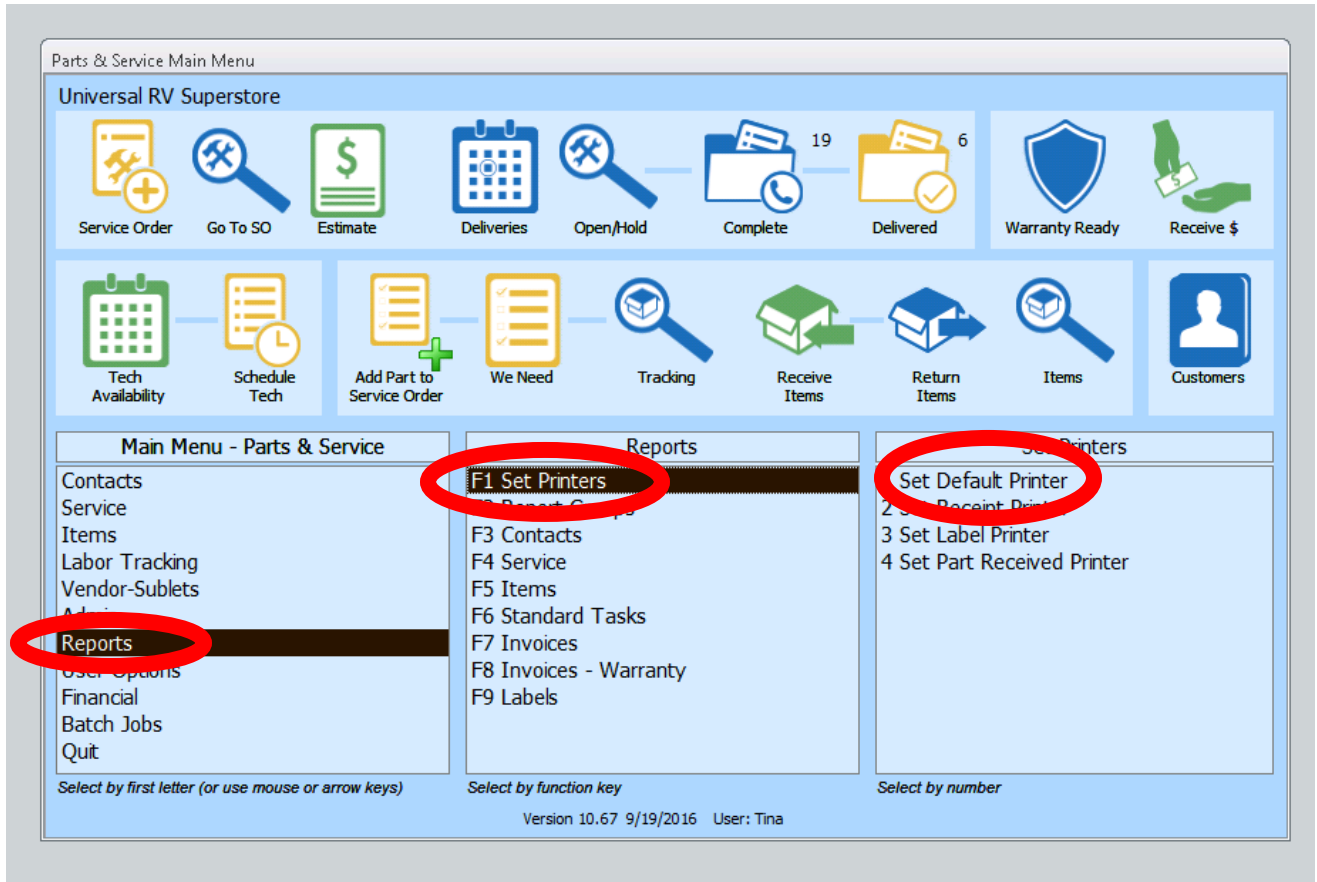 Parts & Service Main Menu
Universal RV Superstore
19
6
Service Order
Go To SO
Estimate
Deliveries
Open/Hold
Complete
Delivered
Warranty Ready
Receive $
Tech
Availability
Schedule
Tech
Add Part to
Service Order
We Need
Tracking
Receive
Items
Return
Items
Items
Customers
Main Menu - Parts & Service
Contacts
Service
Items
Labor Tracking
Vendor-Sublets
Reports
User Options
Financial
Batch Jobs
Quit
Select by first letter (or use mouse or arrow keys)
Reports
F1 Set Printers
F3 Contacts
F4 Service
F5 Items
F6 Standard Tasks
F7 Invoices
F8 Invoices - Warranty
F9 Labels
Select by function key
Printers
Set Default Printer
2 Set Receipt Printer
3 Set Label Printer
4 Set Part Received Printer
Select by number
Version 10.67 9/19/2016 User: Tina